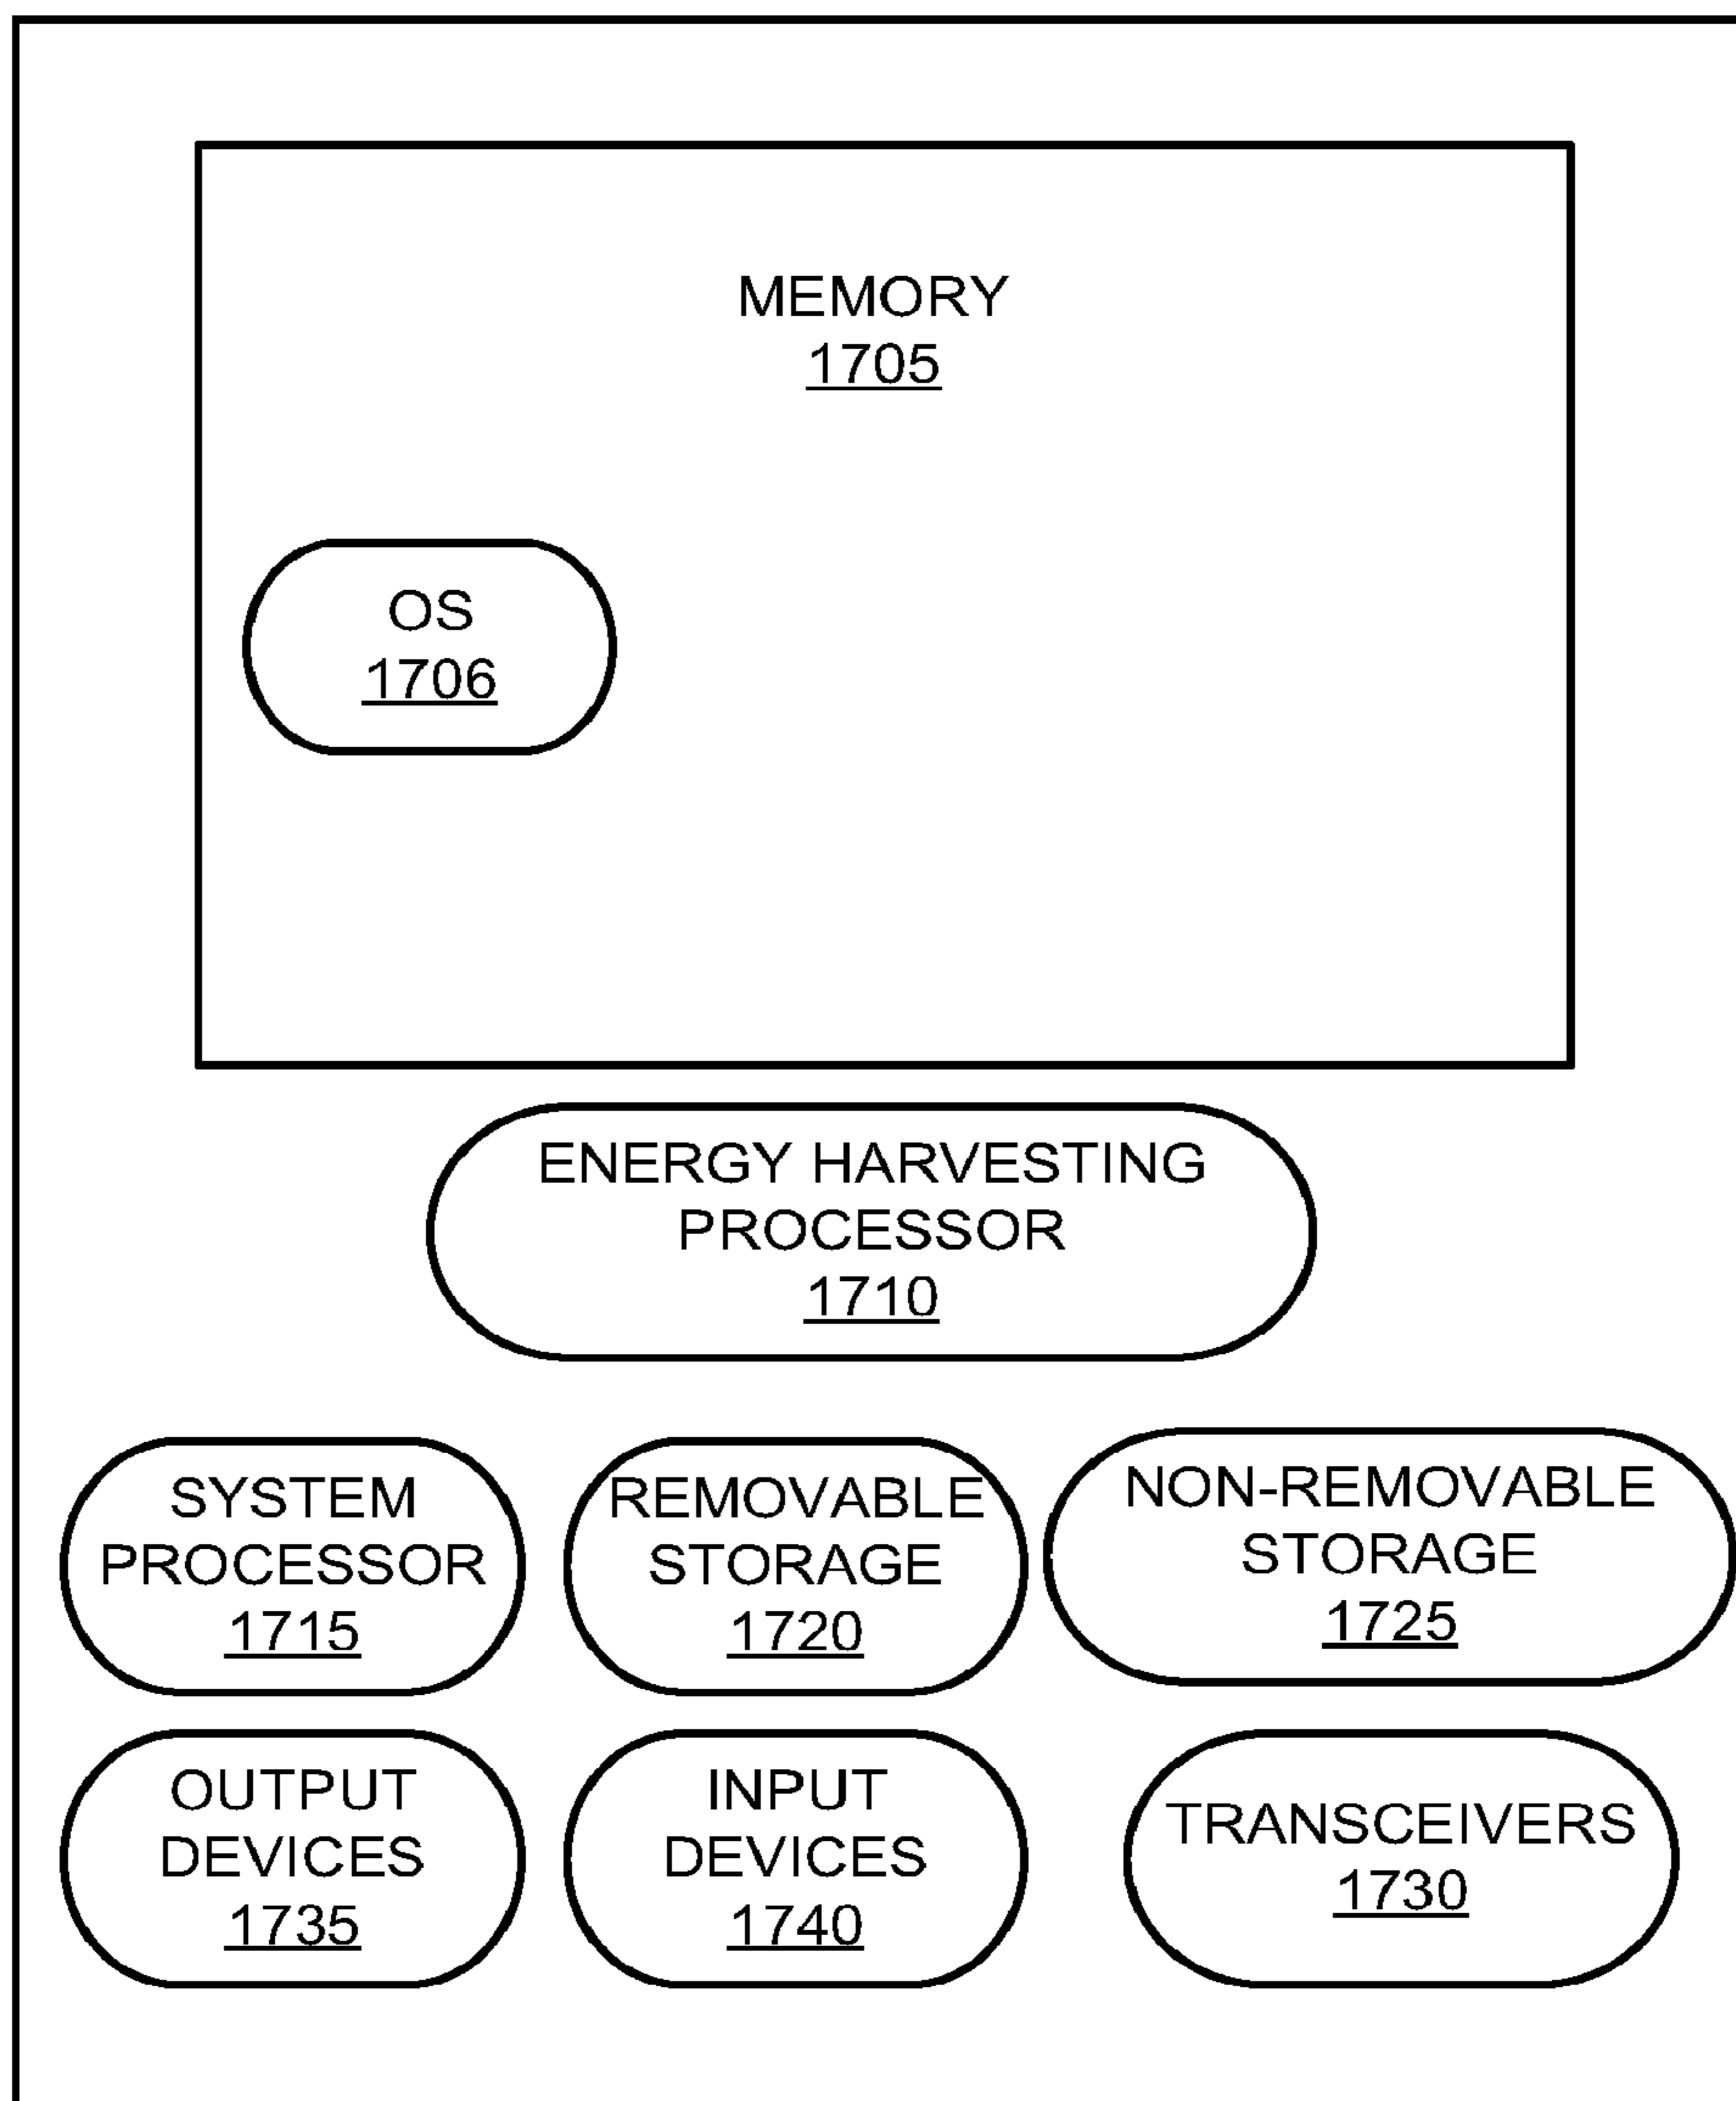 MEMORY
1705
OS
1706
ENERGY HARVESTING
PROCESSOR
1710
SYSTEM
PROCESSOR
1715
REMOVABLE
STORAGE
1720
NON-REMOVABLE
STORAGE
1725
OUTPUT
DEVICES
1735
INPUT
DEVICES
1740
TRANSCEIVERS
1730